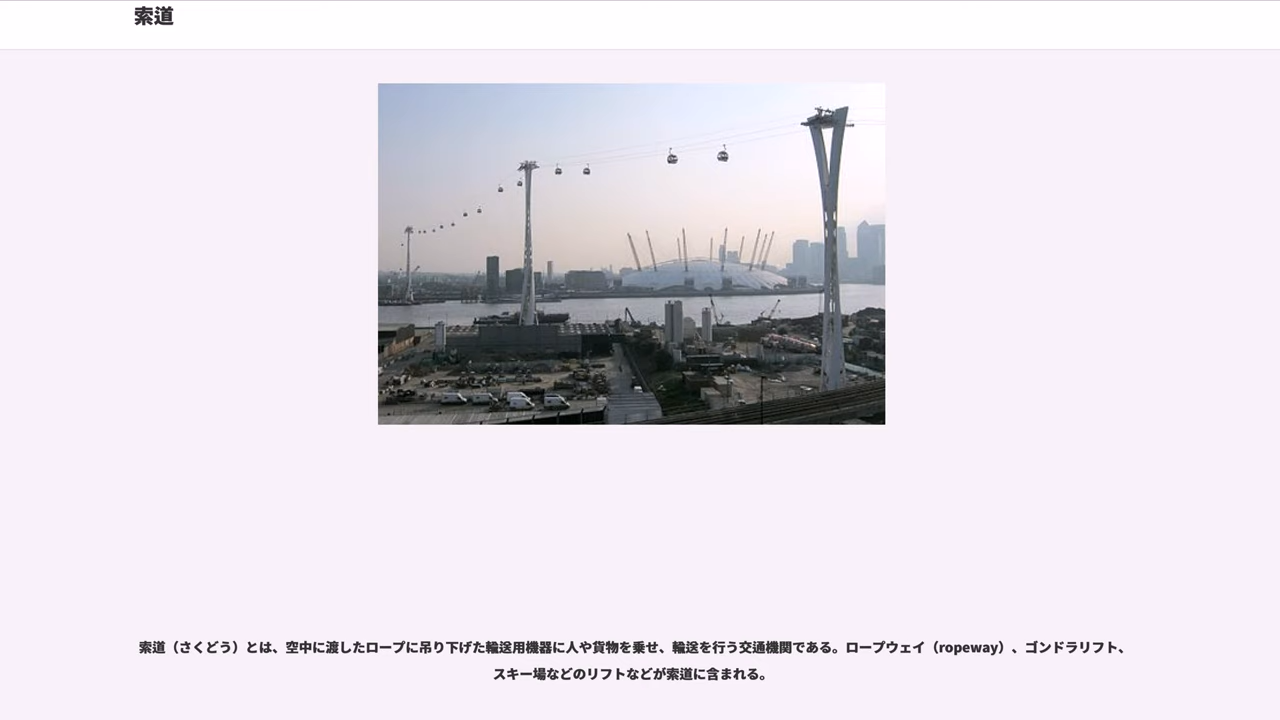 索道
索道（さくどう）とは、空中に渡したロープに吊り下げた輸送用機器に人や貨物を乗せ、輸送を行う交通機関である。ロープウェイ（ropeway）、ゴンドラリフト、
スキー場などのリフトなどが索道に含まれる。